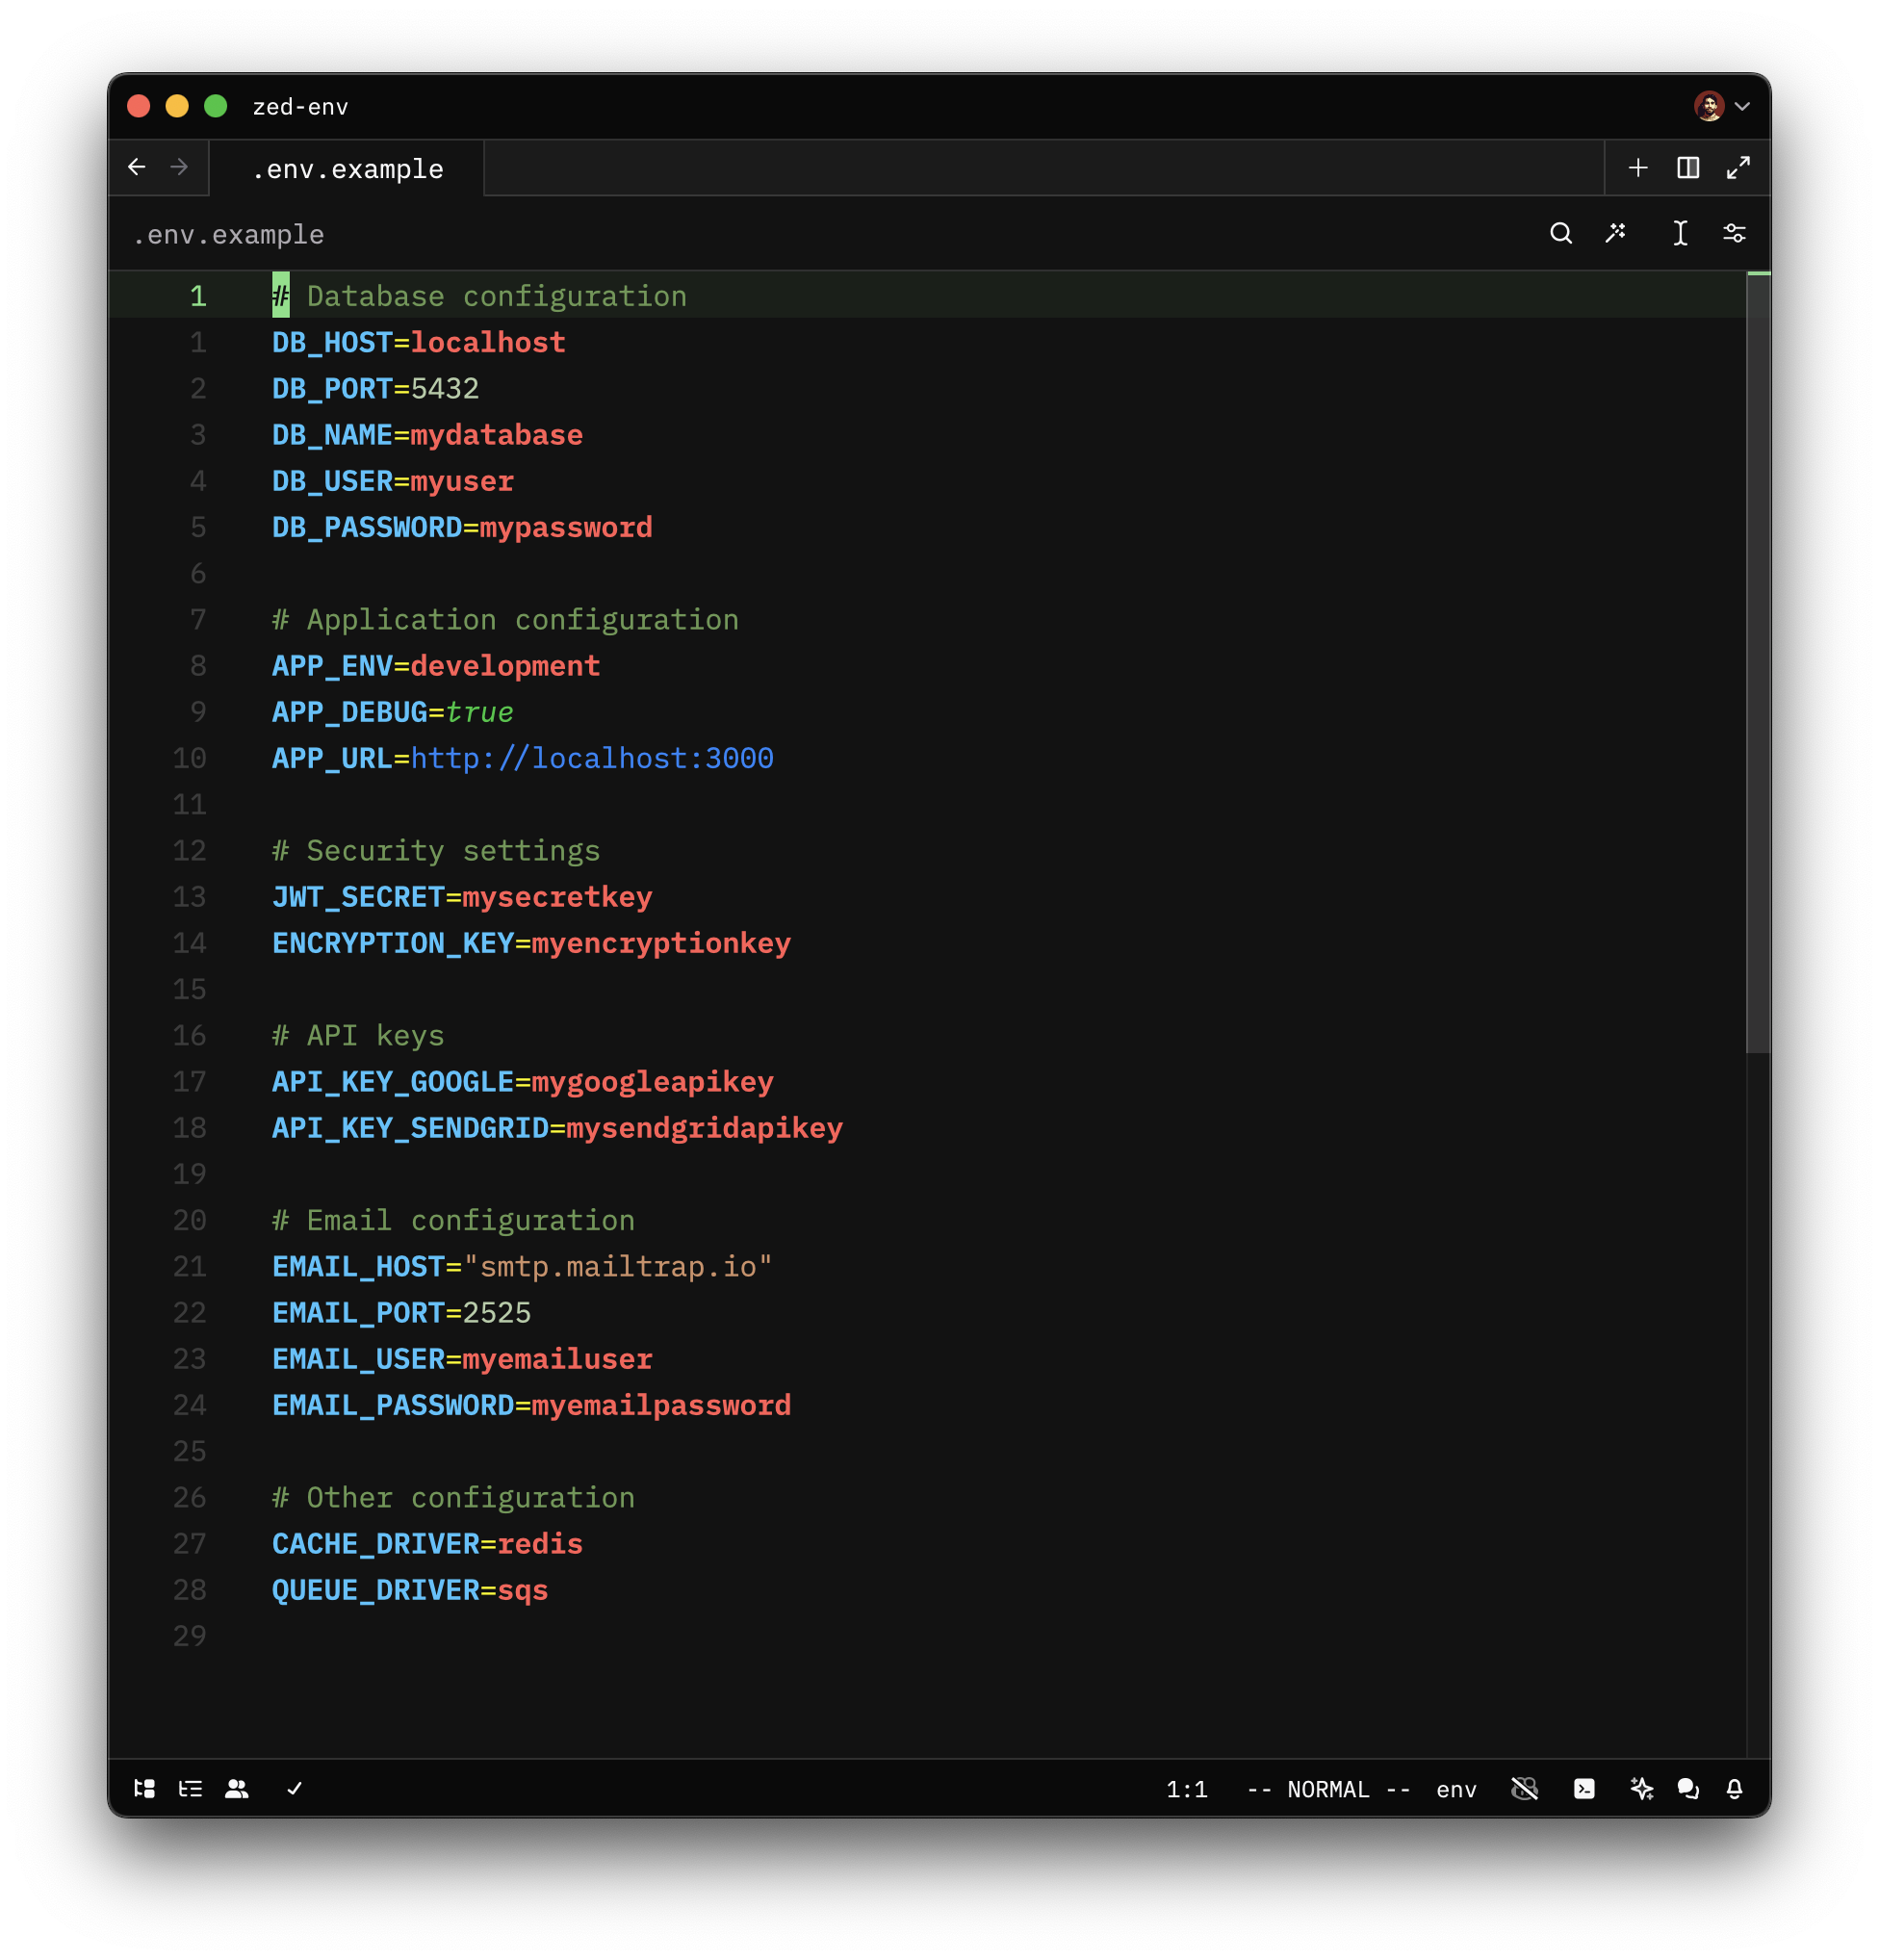 zed-env
.env.example
.env.example
1 # Database configuration
1 DB_HOST=localhost
2 DB_PORT=5432
3 DB_NAME=mydatabase
4 DB_USER=myuser
5 DB_PASSWORD=mypassword
6
7 # Application configuration
8 APP_ENV=development
9 APP_DEBUG=true
10 APP_URL=http://localhost:3000
11
12 # Security settings
13 JWT_SECRET=mysecretkey
14 ENCRYPTION_KEY=myencryptionkey
15
16 # API keys
17 API_KEY_GOOGLE=mygoogleapikey
18 API_KEY_SENDGRID=mysendgridapikey
19
20 # Email configuration
21 EMAIL_HOST="smtp.mailtrap.io"
22 EMAIL_PORT=2525
23 EMAIL_USER=myemailuser
24 EMAIL_PASSWORD=myemailpassword
25
26 # Other configuration
27 CACHE_DRIVER=redis
28 QUEUE_DRIVER=sqs
29
1:1 -- NORMAL -- env